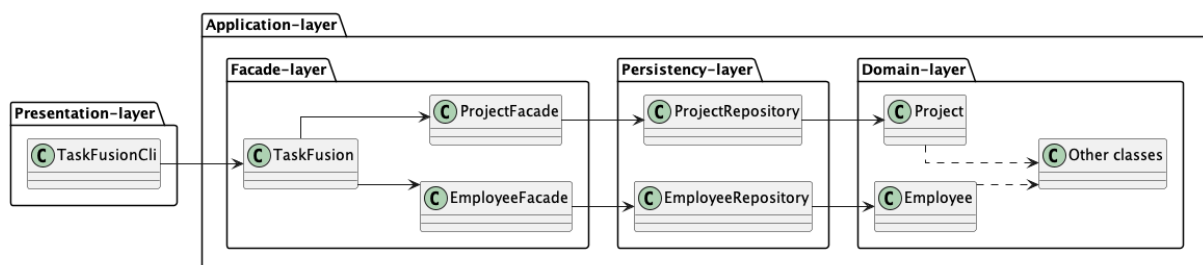 Application-layer
Facade-layer
Persistency-layer
Domain-layer
Presentation-layer
C ProjectFacade
C ProjectRepository
C Project
C TaskFusionCli
C TaskFusion
C Other classes
C EmployeeFacade
C EmployeeRepository
C Employee